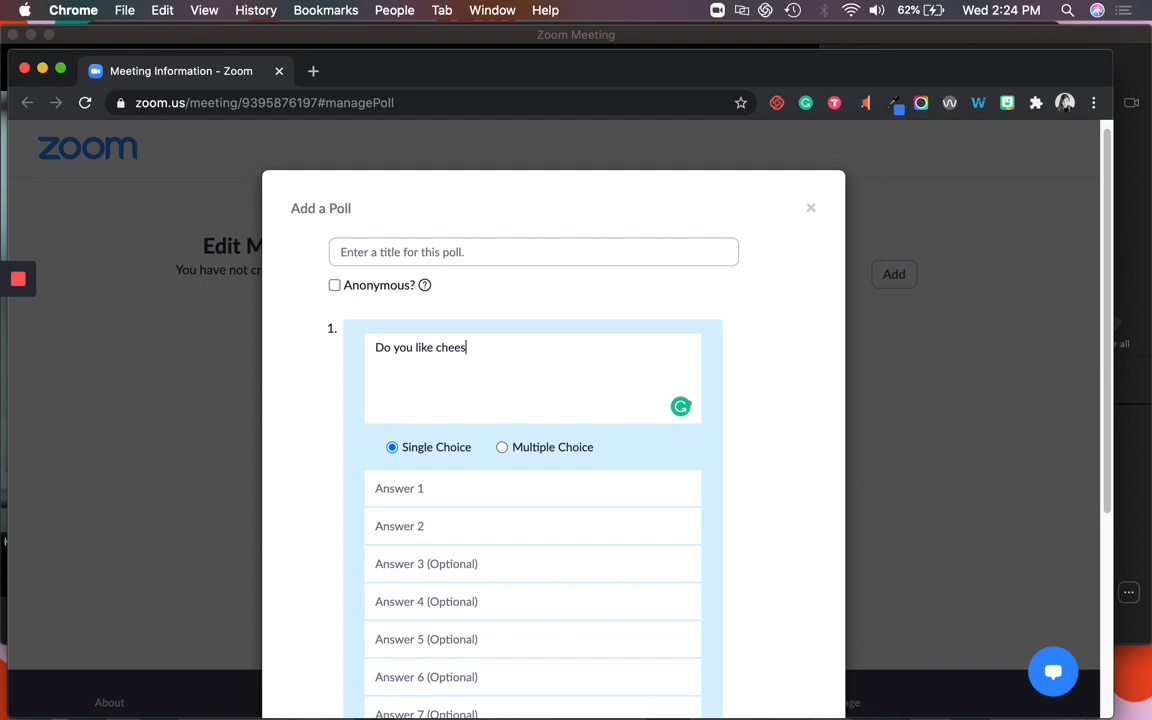 Chrome File Edit View History Bookmarks People Tab Window Help 62% Wed 2:24 PM
Zoom Meeting
Meeting Information - Zoom
zoom.us/meeting/9395876197#managePoll
zoom
Edit M
You have not cr
Add
Add a Poll
Enter a title for this poll.
Anonymous?
1.
Do you like chees
Single Choice Multiple Choice
Answer 1
Answer 2
Answer 3 (Optional)
Answer 4 (Optional)
Answer 5 (Optional)
Answer 6 (Optional)
Answer 7 (Optional)
r all
About